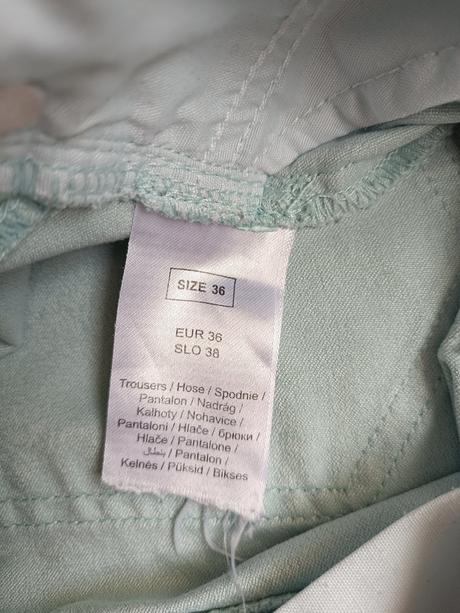 SIZE 36
EUR 36
SLO 38
Trousers / Hose / Spodnie /
Pantalon / Nadrág /
Kalhoty / Nohavice /
Pantaloni / Hlače / брюки /
Hlače / Pantalone /
بنطال / Pantalon /
Kelnės / Püksid / Bikses